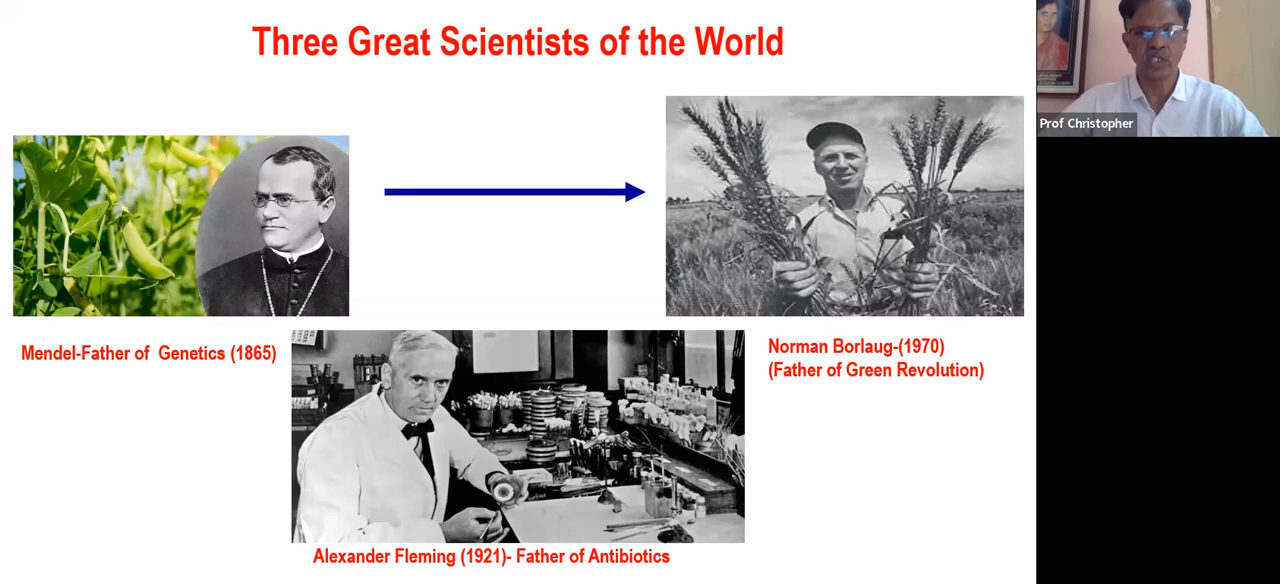 Three Great Scientists of the World
Prof Christopher
Mendel-Father of Genetics (1865)
Norman Borlaug-(1970)
(Father of Green Revolution)
Alexander Fleming (1921)- Father of Antibiotics